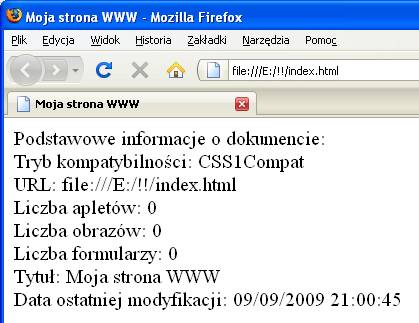 Moja strona WWW - Mozilla Firefox
Plik Edycja Widok Historia Zakładki Narzędzia Pomoc
file:///E:/!!/index.html
Moja strona WWW
Podstawowe informacje o dokumencie:
Tryb kompatybilności: CSS1Compat
URL: file:///E:/!!/index.html
Liczba apletów: 0
Liczba obrazów: 0
Liczba formularzy: 0
Tytuł: Moja strona WWW
Data ostatniej modyfikacji: 09/09/2009 21:00:45